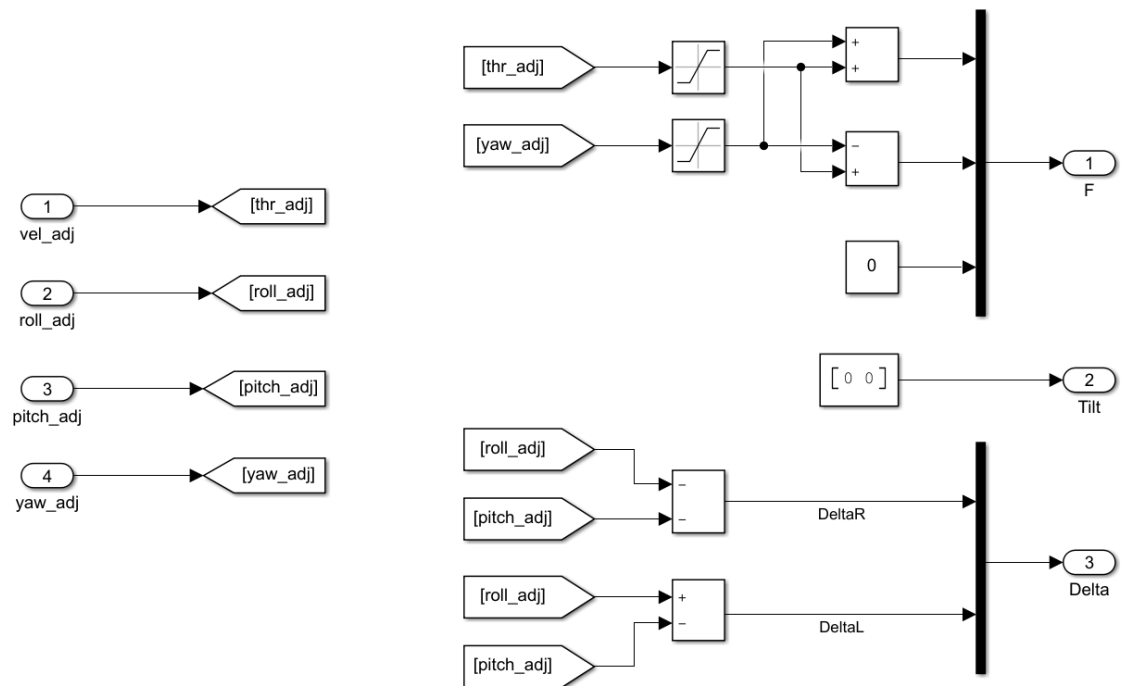 1
vel_adj
[thr_adj]
2
roll_adj
[roll_adj]
3
pitch_adj
[pitch_adj]
4
yaw_adj
[yaw_adj]
[thr_adj]
[yaw_adj]
+
+
−
+
0
1
F
[0 0]
2
Tilt
[roll_adj]
[pitch_adj]
−
−
DeltaR
[roll_adj]
[pitch_adj]
+
−
DeltaL
3
Delta